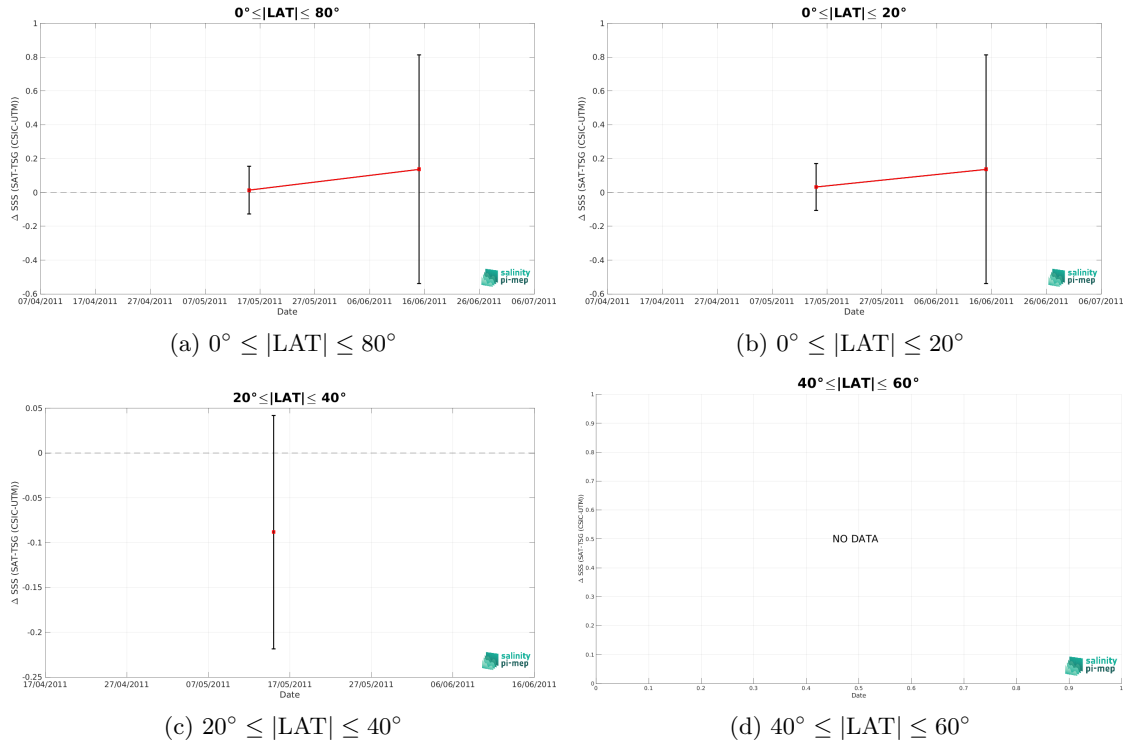 0°≤|LAT|≤ 80°
1
0.8
0.6
0.4
0.2
0
-0.2
-0.4
-0.6
Δ SSS (SAT-TSG (CSIC-UTM))
07/04/2011 17/04/2011 27/04/2011 07/05/2011 17/05/2011 27/05/2011 06/06/2011 16/06/2011 26/06/2011 06/07/2011
Date
salinity
pi-mep
(a) 0° ≤ |LAT| ≤ 80°
0°≤|LAT|≤ 20°
1
0.8
0.6
0.4
0.2
0
-0.2
-0.4
-0.6
Δ SSS (SAT-TSG (CSIC-UTM))
07/04/2011 17/04/2011 27/04/2011 07/05/2011 17/05/2011 27/05/2011 06/06/2011 16/06/2011 26/06/2011 06/07/2011
Date
salinity
pi-mep
(b) 0° ≤ |LAT| ≤ 20°
20°≤|LAT|≤ 40°
0.05
0
-0.05
-0.1
-0.15
-0.2
-0.25
Δ SSS (SAT-TSG (CSIC-UTM))
17/04/2011 27/04/2011 07/05/2011 17/05/2011 27/05/2011 06/06/2011 16/06/2011
Date
salinity
pi-mep
(c) 20° ≤ |LAT| ≤ 40°
40°≤|LAT|≤ 60°
1
0.9
0.8
0.7
0.6
0.5
0.4
0.3
0.2
0.1
0
Δ SSS (SAT-TSG (CSIC-UTM))
NO DATA
0 0.1 0.2 0.3 0.4 0.5 0.6 0.7 0.8 0.9 1
Date
salinity
pi-mep
(d) 40° ≤ |LAT| ≤ 60°